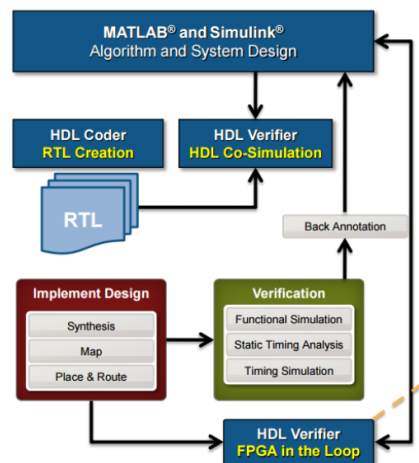 MATLAB® and Simulink®
Algorithm and System Design
HDL Coder
RTL Creation
HDL Verifier
HDL Co-Simulation
RTL
Back Annotation
Implement Design
Synthesis
Map
Place & Route
Verification
Functional Simulation
Static Timing Analysis
Timing Simulation
HDL Verifier
FPGA in the Loop